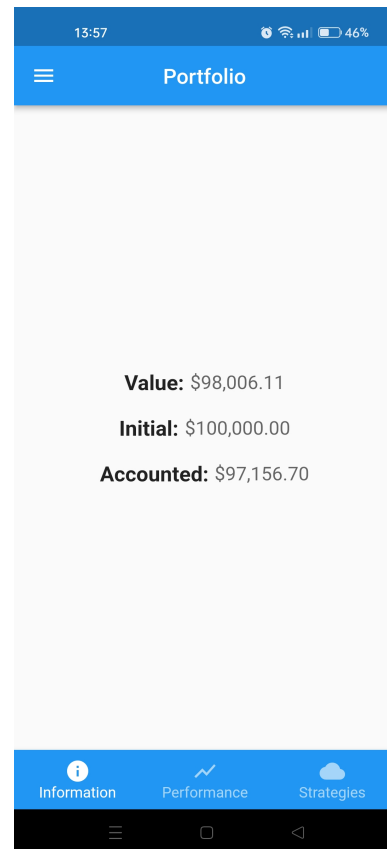 13:57 46%
Portfolio
Value: $98,006.11
Initial: $100,000.00
Accounted: $97,156.70
Information Performance Strategies